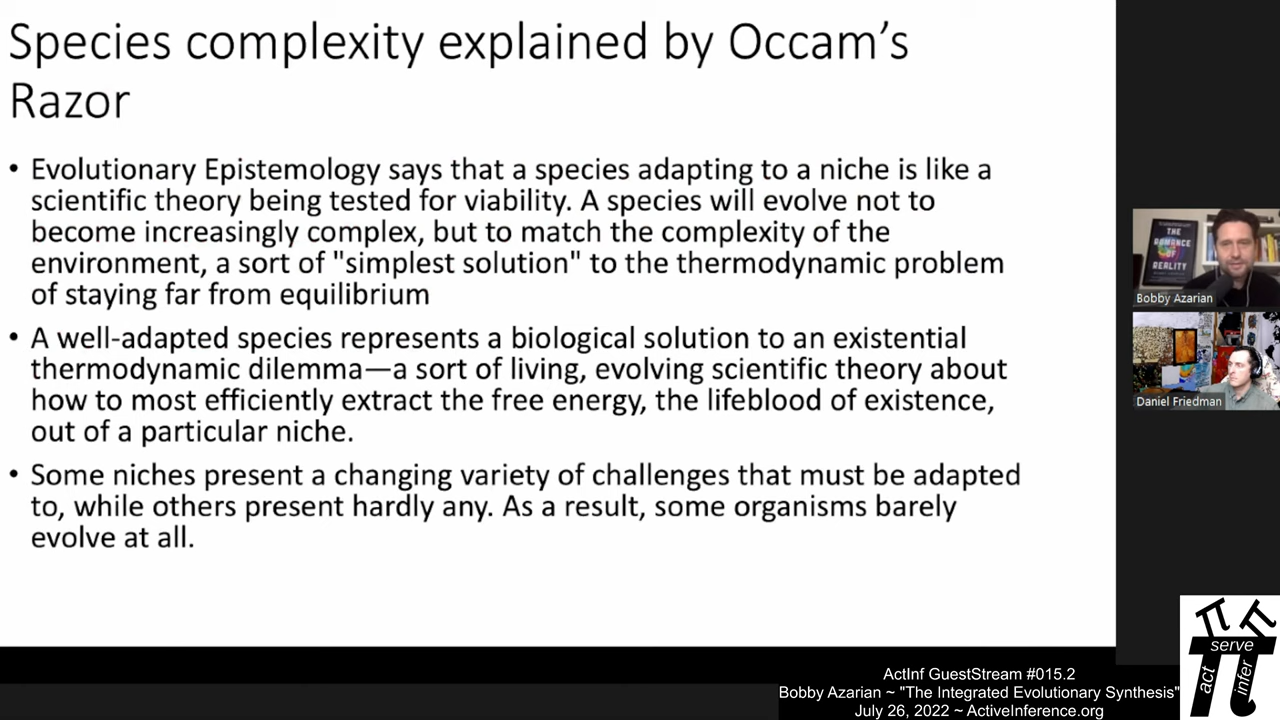 Species complexity explained by Occam's
Razor
• Evolutionary Epistemology says that a species adapting to a niche is like a
scientific theory being tested for viability. A species will evolve not to
become increasingly complex, but to match the complexity of the
environment, a sort of "simplest solution" to the thermodynamic problem
of staying far from equilibrium
• A well-adapted species represents a biological solution to an existential
thermodynamic dilemma—a sort of living, evolving scientific theory about
how to most efficiently extract the free energy, the lifeblood of existence,
out of a particular niche.
• Some niches present a changing variety of challenges that must be adapted
to, while others present hardly any. As a result, some organisms barely
evolve at all.
THE
ROMANCE
OF
REALITY
Bobby Azarian
Daniel Friedman
serve
act
infer
ActInf GuestStream #015.2
Bobby Azarian ~ "The Integrated Evolutionary Synthesis"
July 26, 2022 ~ ActiveInference.org